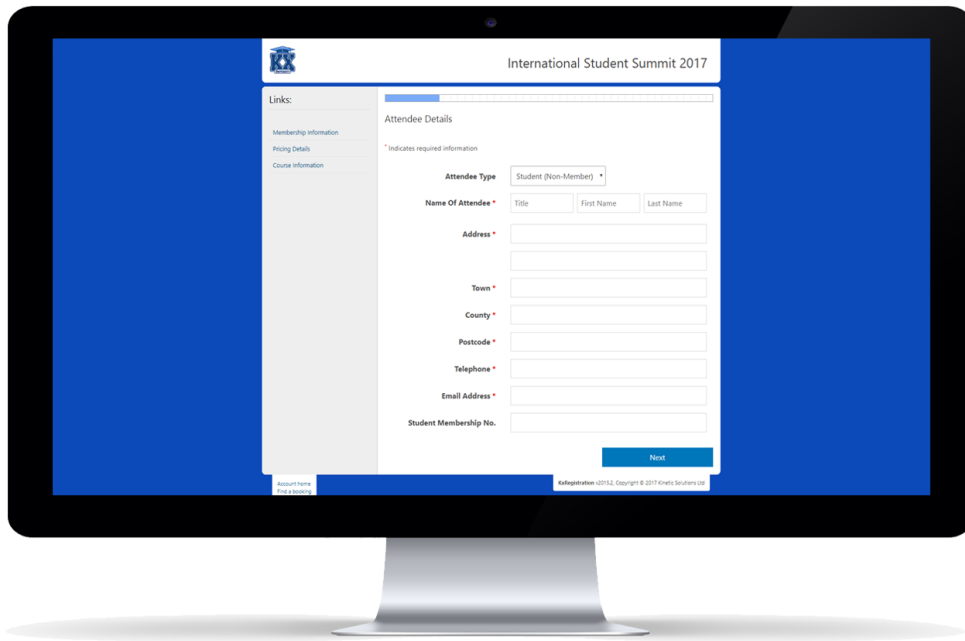 KX
International Student Summit 2017
Links:
Membership Information
Pricing Details
Course Information
Attendee Details
* Indicates required information
Attendee Type Student (Non-Member)
Name Of Attendee * Title First Name Last Name
Address *
Town *
County *
Postcode *
Telephone *
Email Address *
Student Membership No.
Next
Account home
Find a booking
KxRegistration v2015.2, Copyright © 2017 Kinetic Solutions Ltd